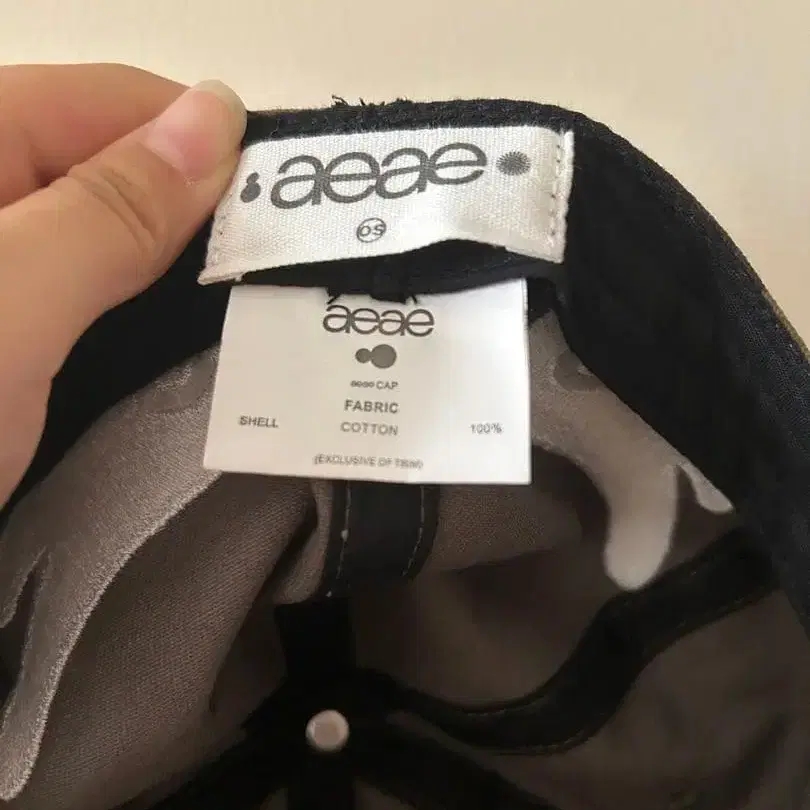 aeae
OS
aeae
aeae CAP
FABRIC
SHELL COTTON 100%
(EXCLUSIVE OF TRIM)